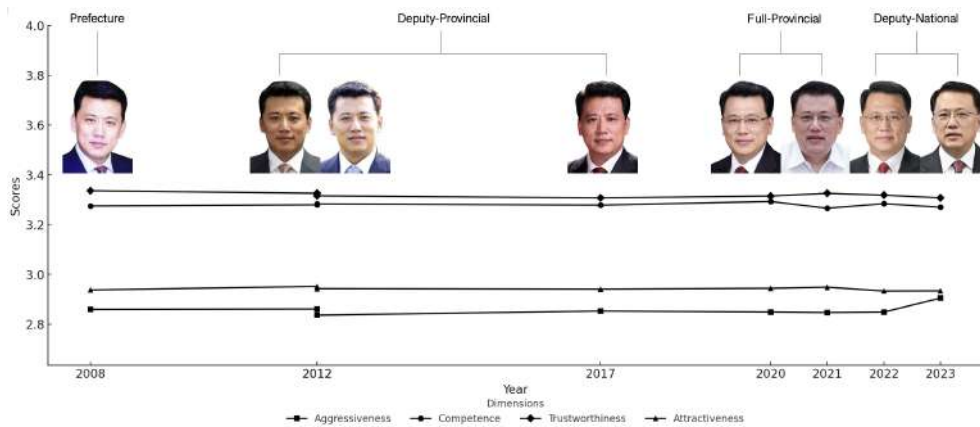 Prefecture
Deputy-Provincial
Full-Provincial
Deputy-National
4.0
3.8
3.6
3.4
3.2
3.0
2.8
Scores
2008
2012
2017
2020
2021
2022
2023
Year
Dimensions
Aggressiveness
Competence
Trustworthiness
Attractiveness